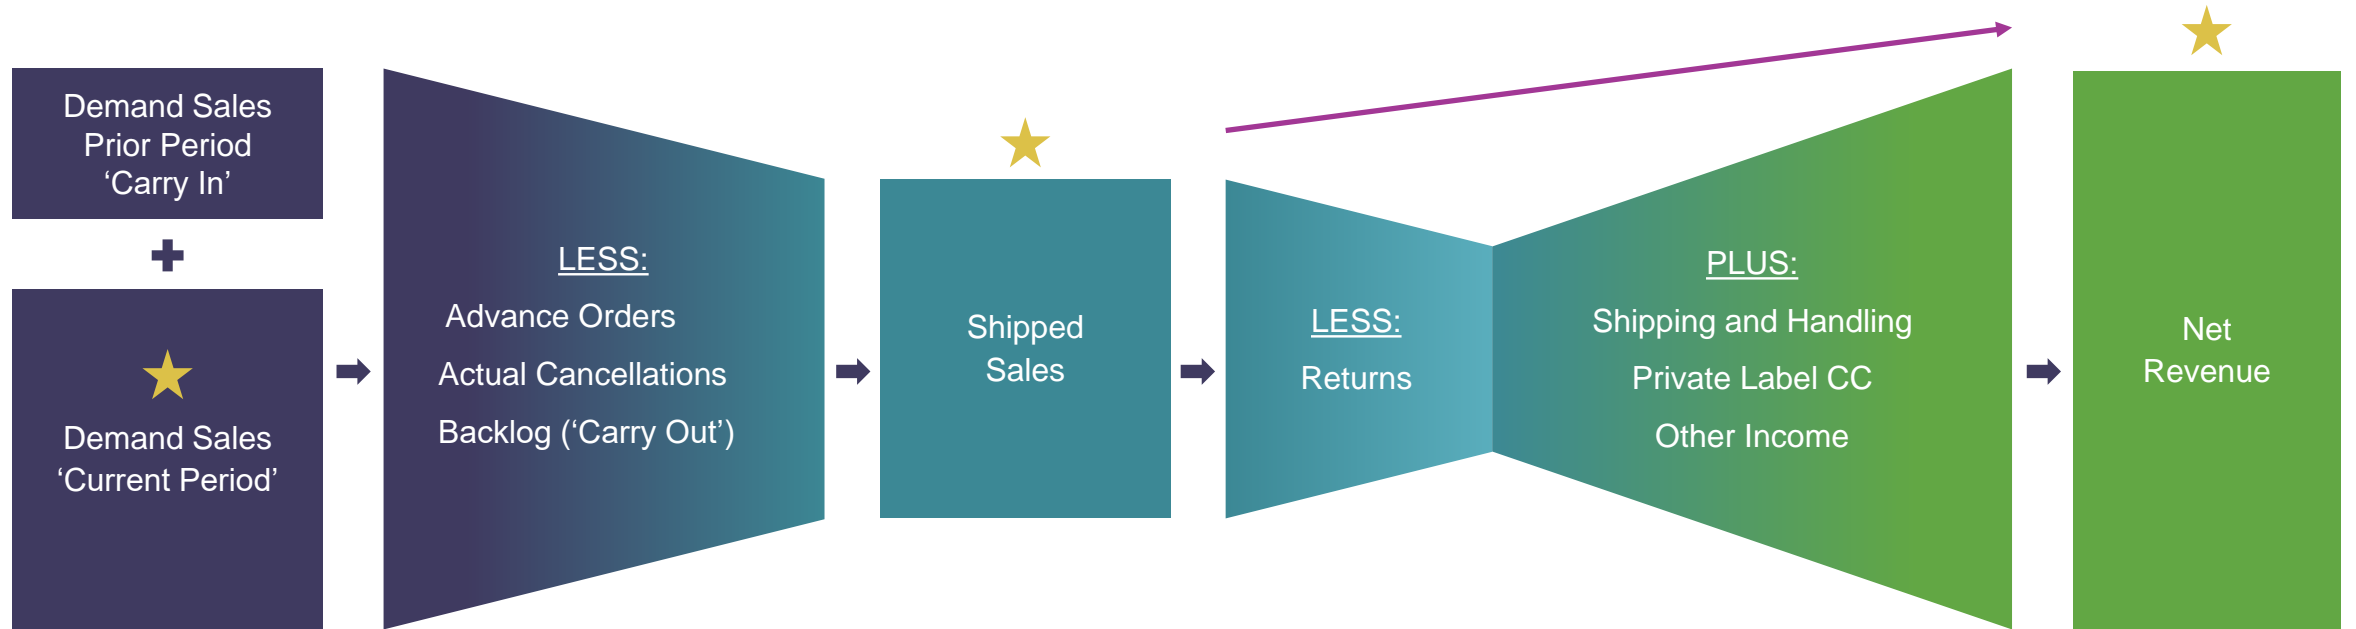 Demand Sales
Prior Period
‘Carry In’
Demand Sales
‘Current Period’
LESS:
Advance Orders
Actual Cancellations
Backlog (‘Carry Out’)
Shipped
Sales
LESS:
Returns
PLUS:
Shipping and Handling
Private Label CC
Other Income
Net
Revenue